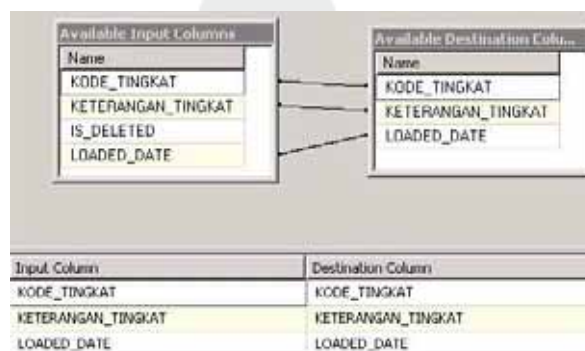 Available Input Columns
Name
KODE_TINGKAT
KETERANGAN_TINGKAT
IS_DELETED
LOADED_DATE
Available Destination Colu...
Name
KODE_TINGKAT
KETERANGAN_TINGKAT
LOADED_DATE
Input Column Destination Column
KODE_TINGKAT KODE_TINGKAT
KETERANGAN_TINGKAT KETERANGAN_TINGKAT
LOADED_DATE LOADED_DATE